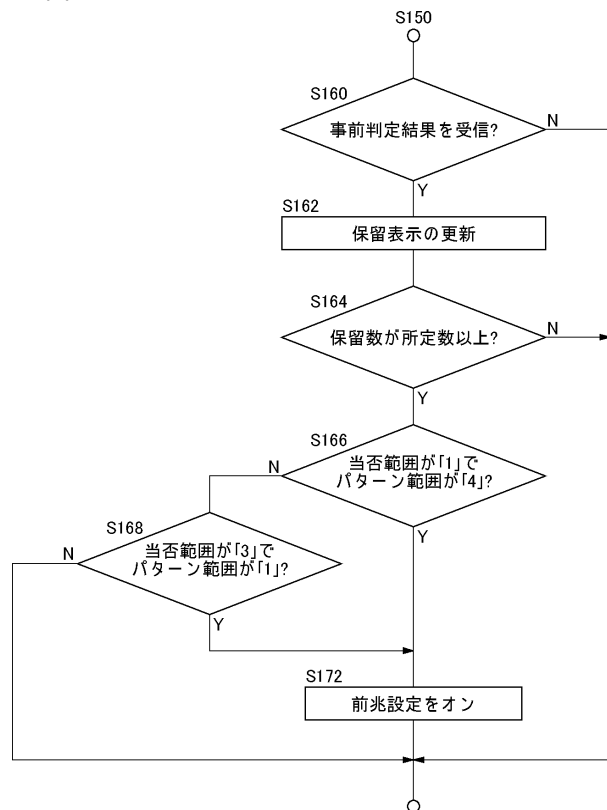 S150
S160
事前判定結果を受信?
N
Y
S162
保留表示の更新
S164
保留数が所定数以上?
N
Y
S166
当否範囲が「1」で
パターン範囲が「4」?
N
Y
S168
当否範囲が「3」で
パターン範囲が「1」?
N
Y
S172
前兆設定をオン